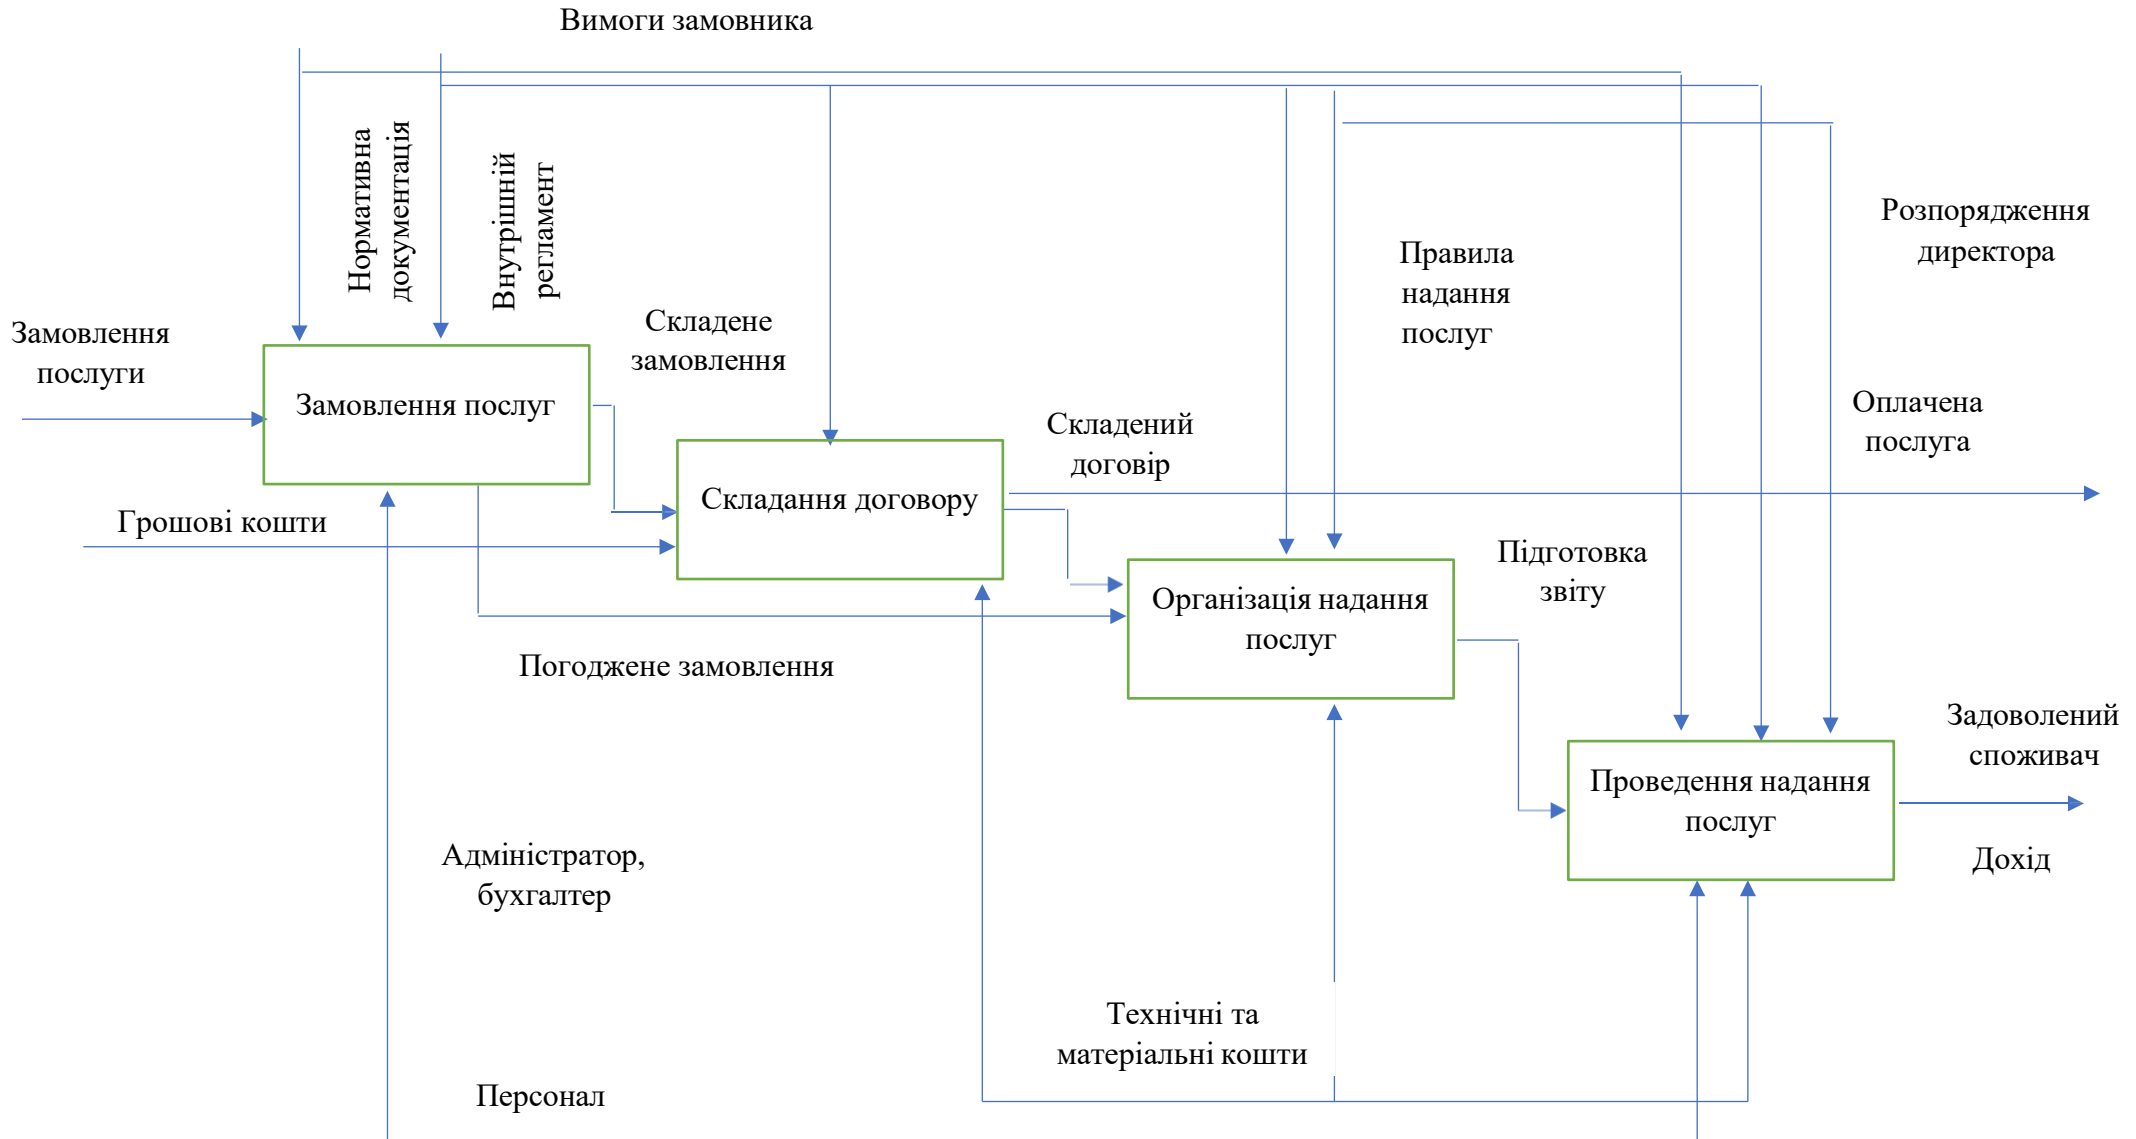 Вимоги замовника
Нормативна
документація
Внутрішній
регламент
Розпорядження
директора
Правила
надання
послуг
Замовлення
послуги
Складене
замовлення
Замовлення послуг
Оплачена
послуга
Складений
договір
Складання договору
Грошові кошти
Підготовка
звіту
Організація надання
послуг
Погоджене замовлення
Задоволений
споживач
Проведення надання
послуг
Дохід
Адміністратор,
бухгалтер
Технічні та
матеріальні кошти
Персонал